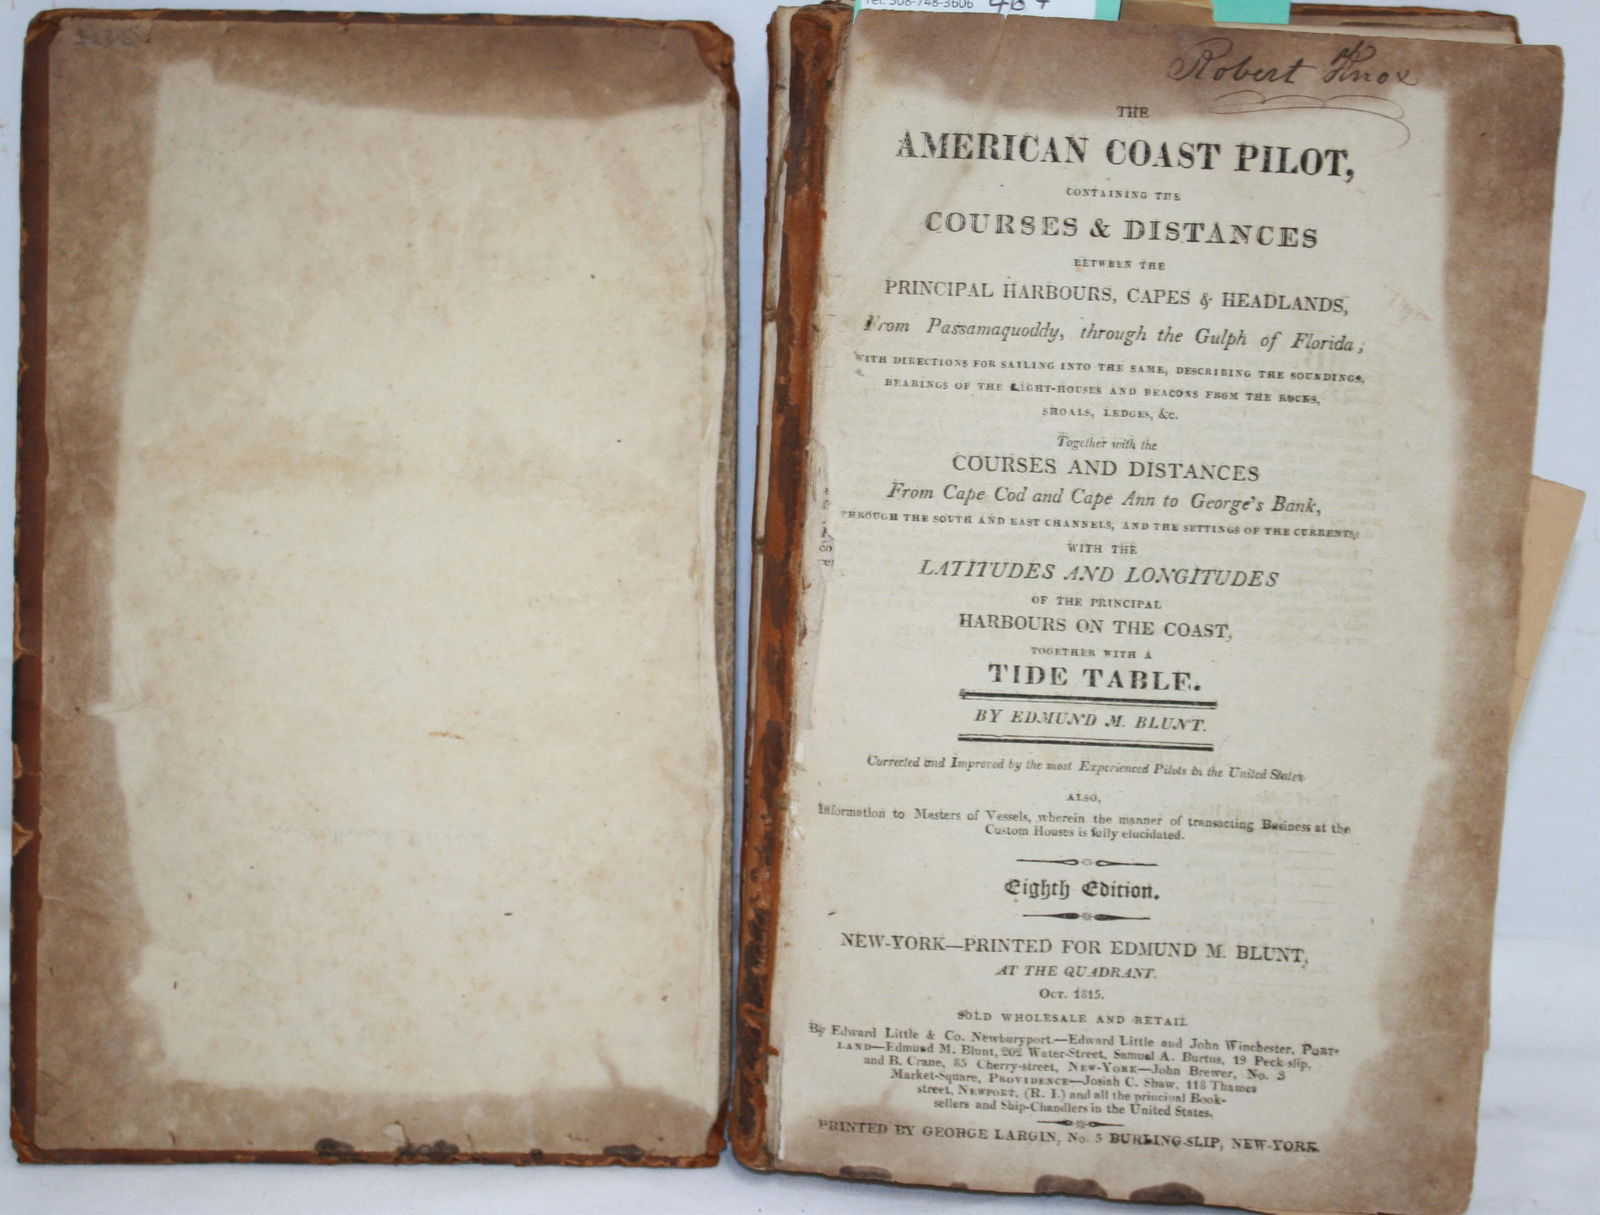 Tel. 508-748-3606
Robert Knox
THE
AMERICAN COAST PILOT,
CONTAINING THE
COURSES & DISTANCES
BETWEEN THE
PRINCIPAL HARBOURS, CAPES & HEADLANDS,
From Passamaquoddy, through the Gulph of Florida;
WITH DIRECTIONS FOR SAILING INTO THE SAME, DESCRIBING THE SOUNDINGS,
BEARINGS OF THE LIGHT-HOUSES AND BEACONS FROM THE ROCKS,
SHOALS, LEDGES, &c.
Together with the
COURSES AND DISTANCES
From Cape Cod and Cape Ann to George's Bank,
THROUGH THE SOUTH AND EAST CHANNELS, AND THE SETTINGS OF THE CURRENTS;
WITH THE
LATITUDES AND LONGITUDES
OF THE PRINCIPAL
HARBOURS ON THE COAST,
TOGETHER WITH A
TIDE TABLE.
BY EDMUND M. BLUNT.
Corrected and Improved by the most Experienced Pilots in the United States
ALSO,
Information to Masters of Vessels, wherein the manner of transacting Business at the
Custom Houses is fully elucidated.
Eighth Edition.
NEW-YORK—PRINTED FOR EDMUND M. BLUNT,
AT THE QUADRANT.
OCT. 1815.
SOLD WHOLESALE AND RETAIL
By Edward Little & Co. Newburyport.—Edward Little and John Winchester, PORT-
LAND—Edmund M. Blunt, 202 Water-Street, Samuel A. Burtus, 19 Peck-slip,
and B. Crane, 85 Cherry-street, NEW-YORK—John Brewer, No. 3
Market-Square, PROVIDENCE—Josiah C. Shaw, 118 Thames
street, NEWPORT, (R. I.) and all the principal Book-
sellers and Ship-Chandlers in the United States.
PRINTED BY GEORGE LARGIN, No. 5 BURLING-SLIP, NEW-YORK.